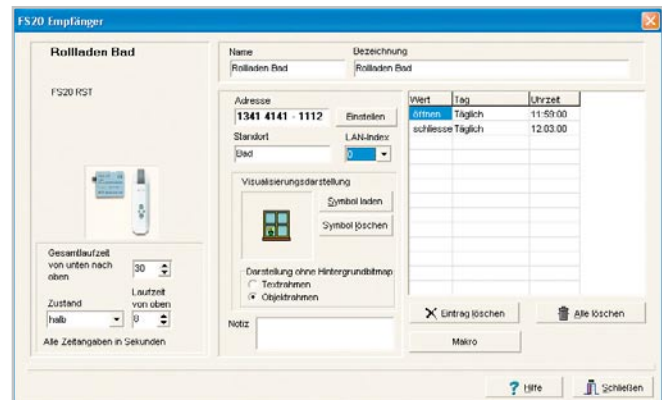 FS20 Empfänger
Rollladen Bad
FS20 RST
Gesamtlaufzeit
von unten nach
oben
30
Zustand
Laufzeit
von oben
halb
8
Alle Zeitangaben in Sekunden
Name
Bezeichnung
Rolladen Bad
Rolladen Bad
Adresse
1341 4141 - 1112
Einstellen
Standort
LAN-Index
Bad
0
Visualisierungsdarstellung
Symbol laden
Symbol löschen
Darstellung ohne Hintergrundbitmap
Textrahmen
Objektrahmen
Notiz
Wert Tag Uhrzeit
öffnen Täglich 11:59:00
schliesse Täglich 12:03:00
Eintrag löschen
Alle löschen
Makro
Hilfe
Schließen